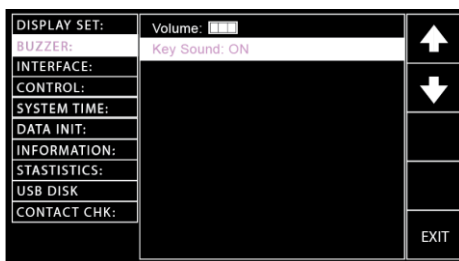 DISPLAY SET:
BUZZER:
INTERFACE:
CONTROL:
SYSTEM TIME:
DATA INIT:
INFORMATION:
STASTISTICS:
USB DISK
CONTACT CHK:
Volume:
Key Sound: ON
EXIT